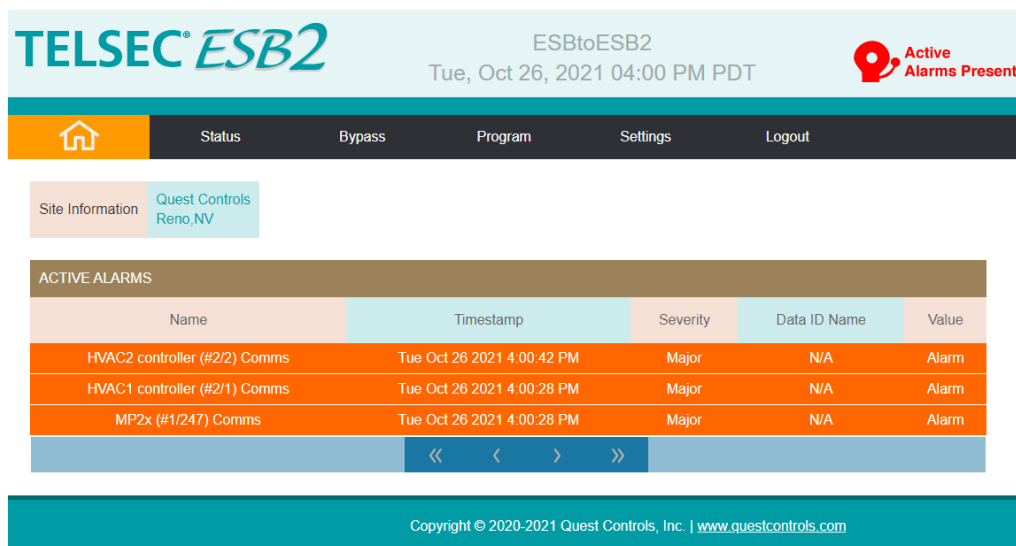 TELSEC® ESB2
ESBtoESB2
Tue, Oct 26, 2021 04:00 PM PDT
Active
Alarms Present
Status Bypass Program Settings Logout
Site Information
Quest Controls
Reno,NV
ACTIVE ALARMS
Name Timestamp Severity Data ID Name Value
HVAC2 controller (#2/2) Comms Tue Oct 26 2021 4:00:42 PM Major N/A Alarm
HVAC1 controller (#2/1) Comms Tue Oct 26 2021 4:00:28 PM Major N/A Alarm
MP2x (#1/247) Comms Tue Oct 26 2021 4:00:28 PM Major N/A Alarm
« ‹ › »
Copyright © 2020-2021 Quest Controls, Inc. | www.questcontrols.com